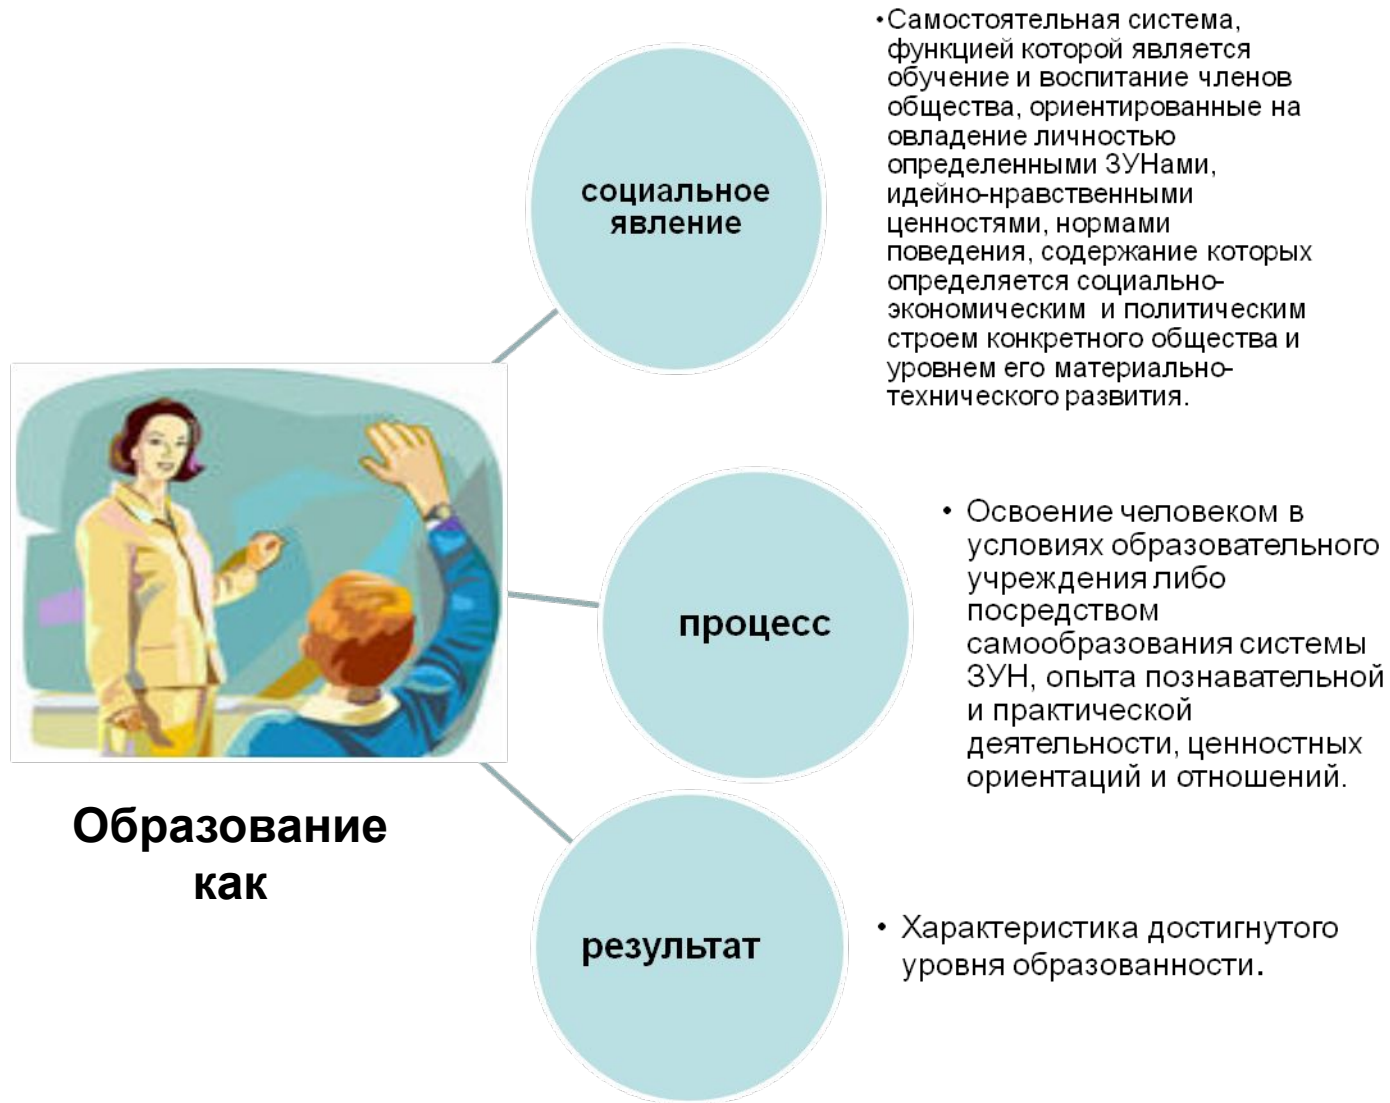 •Самостоятельная система,
функцией которой является
обучение и воспитание членов
общества, ориентированные на
овладение личностью
определенными ЗУНами,
идейно-нравственными
ценностями, нормами
поведения, содержание которых
определяется социально-
экономическим и политическим
строем конкретного общества и
уровнем его материально-
технического развития.
социальное
явление
• Освоение человеком в
условиях образовательного
учреждения либо
посредством
самообразования системы
ЗУН, опыта познавательной
и практической
деятельности, ценностных
ориентаций и отношений.
процесс
Образование
как
результат
• Характеристика достигнутого
уровня образованности.